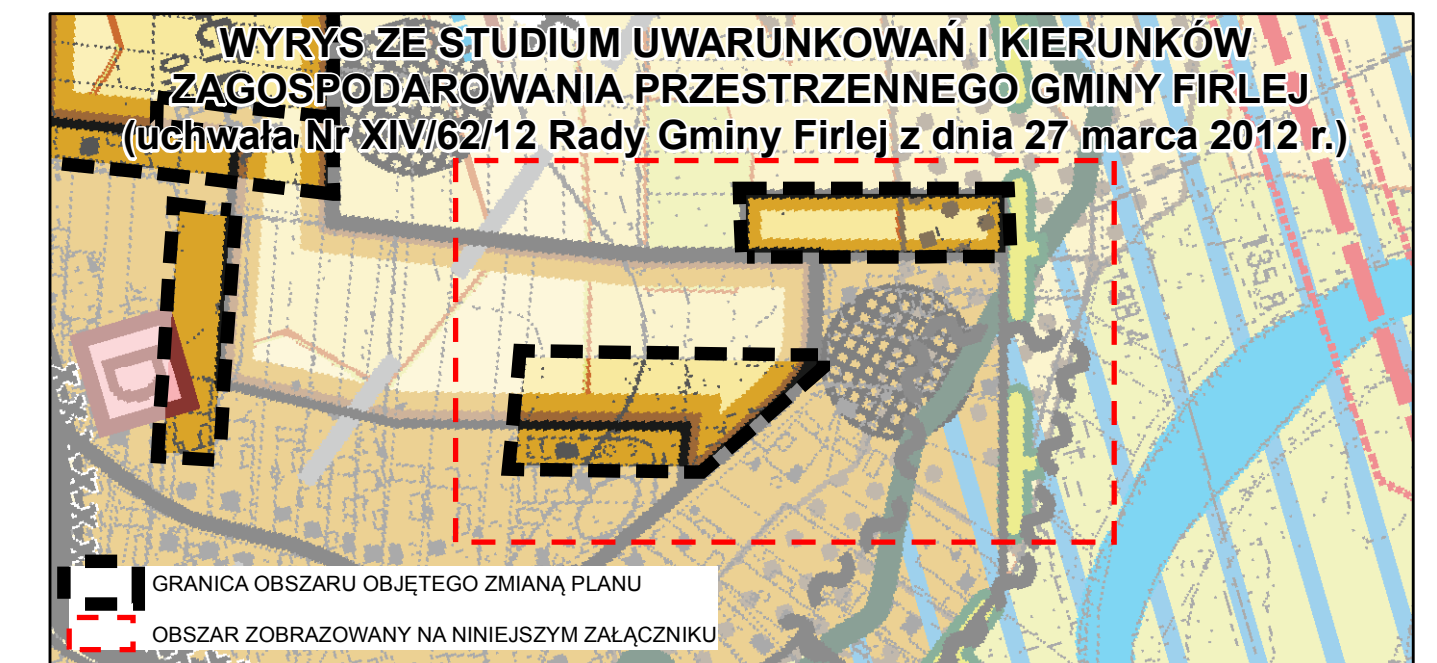 WYRYS ZE STUDIUM UWARUNKOWAŃ I KIERUNKÓW
ZAGOSPODAROWANIA PRZESTRZENNEGO GMINY FIRLEJ
(uchwała Nr XIV/62/12 Rady Gminy Firlej z dnia 27 marca 2012 r.)
GRANICA OBSZARU OBJĘTEGO ZMIANĄ PLANU
OBSZAR ZOBRAZOWANY NA NINIEJSZYM ZAŁĄCZNIKU